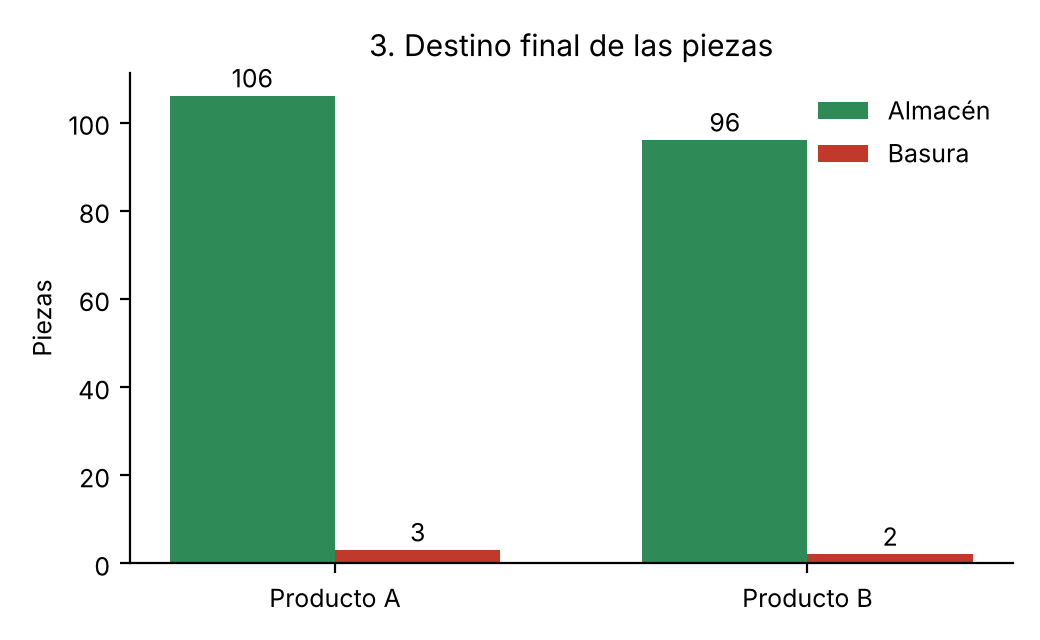 3. Destino final de las piezas
106
96
Almacén
Basura
100
80
60
40
20
0
Piezas
3
2
Producto A
Producto B